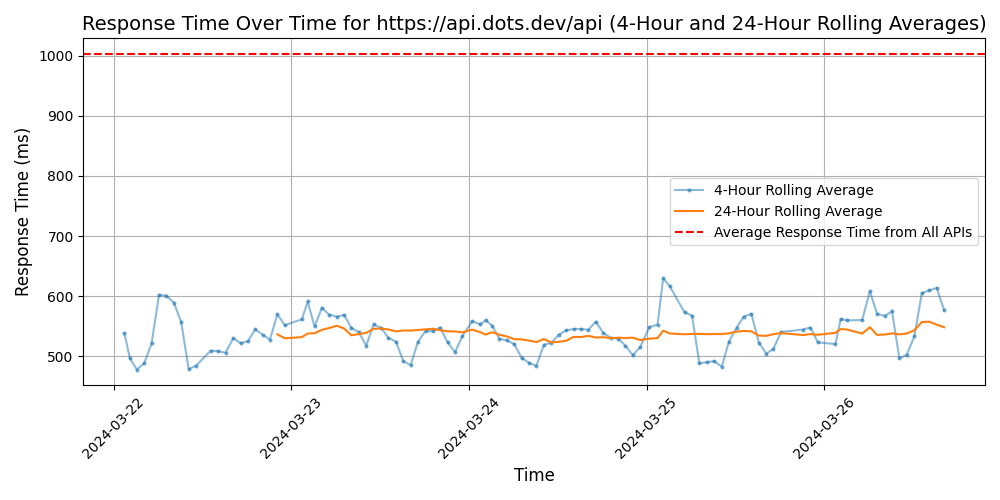 Response Time Over Time for https://api.dots.dev/api (4-Hour and 24-Hour Rolling Averages)
Response Time (ms)
1000
900
800
700
600
500
4-Hour Rolling Average
24-Hour Rolling Average
Average Response Time from All APIs
2024-03-22
2024-03-23
2024-03-24
2024-03-25
2024-03-26
Time